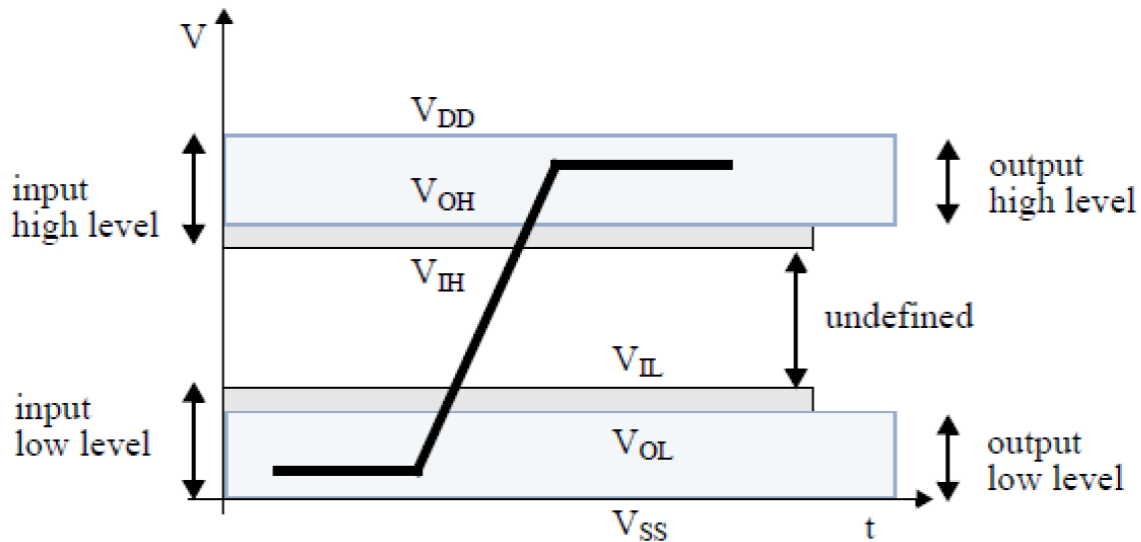 V
V_DD
input
high level
V_OH
output
high level
V_IH
undefined
V_IL
input
low level
V_OL
output
low level
V_SS
t